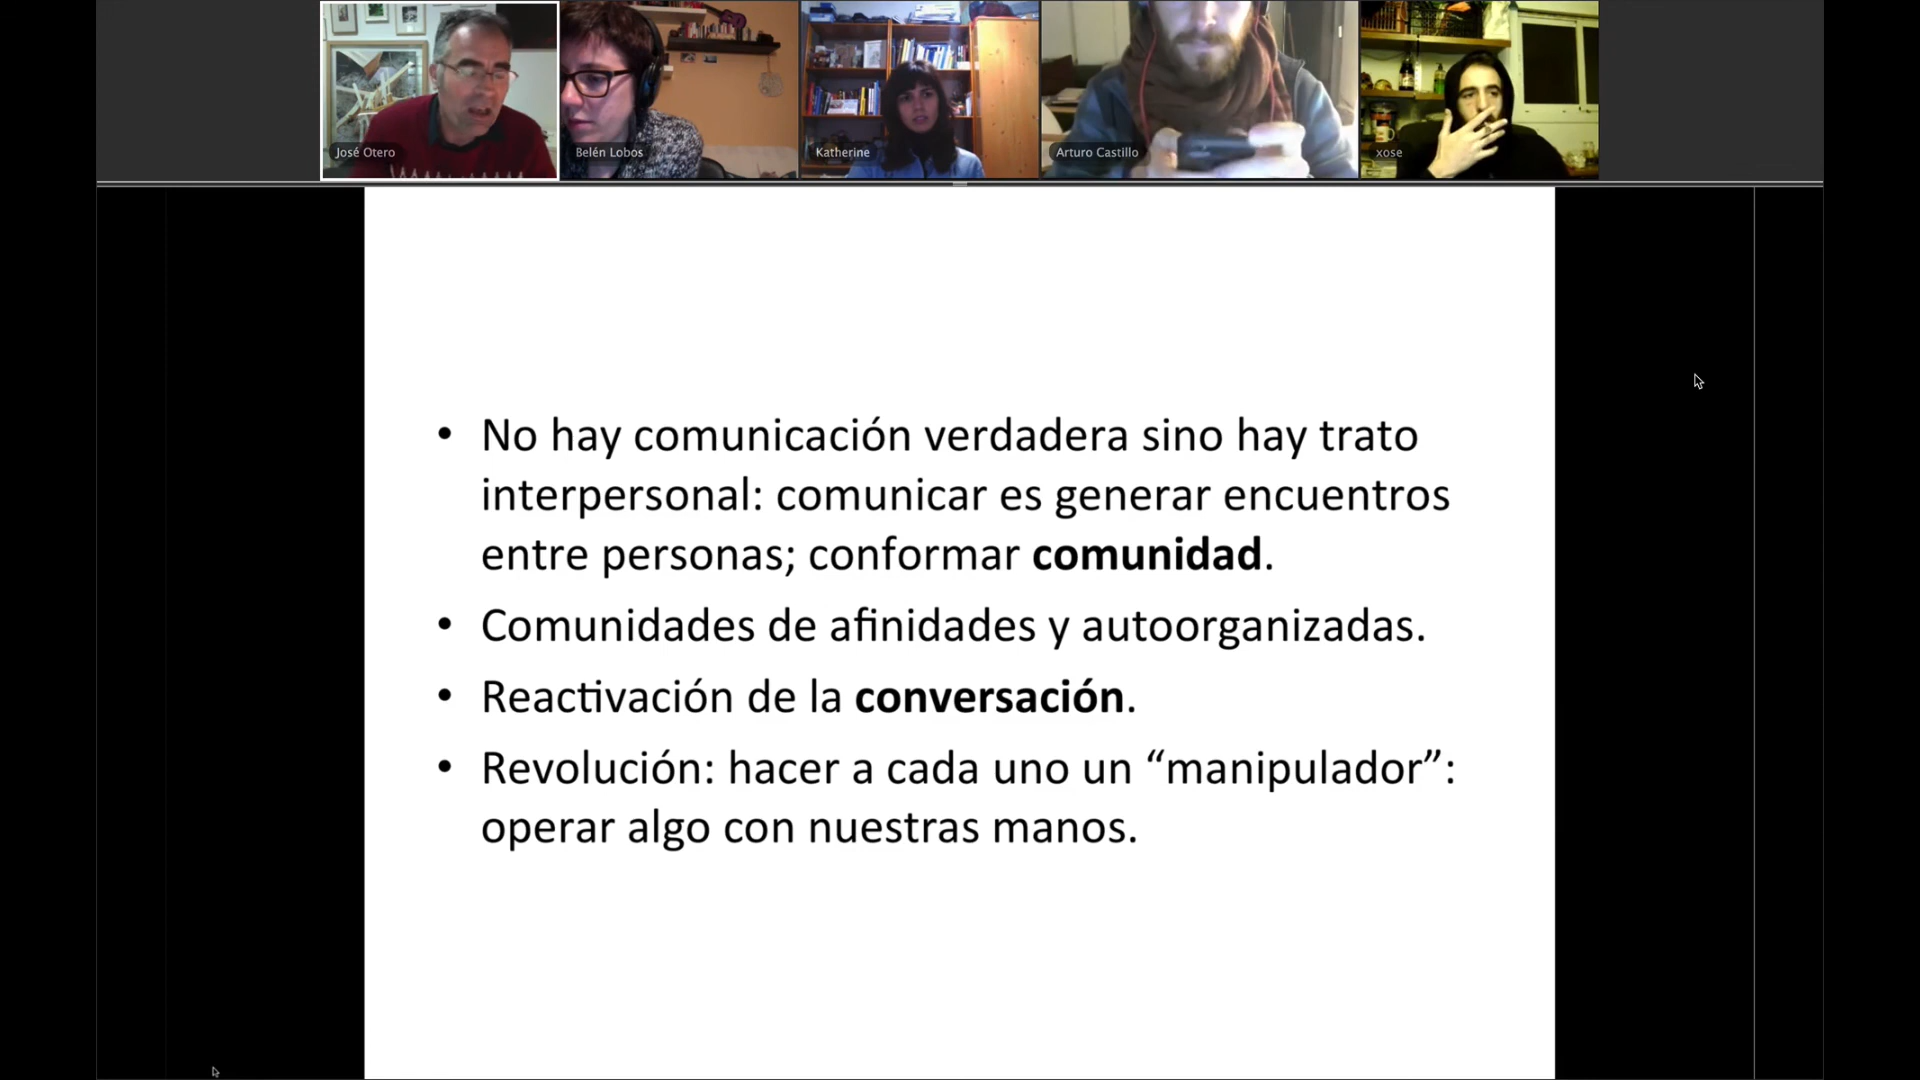 José Otero
Belén Lobos
Katherine
Arturo Castillo
xose
• No hay comunicación verdadera sino hay trato
interpersonal: comunicar es generar encuentros
entre personas; conformar comunidad.
• Comunidades de afinidades y autoorganizadas.
• Reactivación de la conversación.
• Revolución: hacer a cada uno un “manipulador”:
operar algo con nuestras manos.